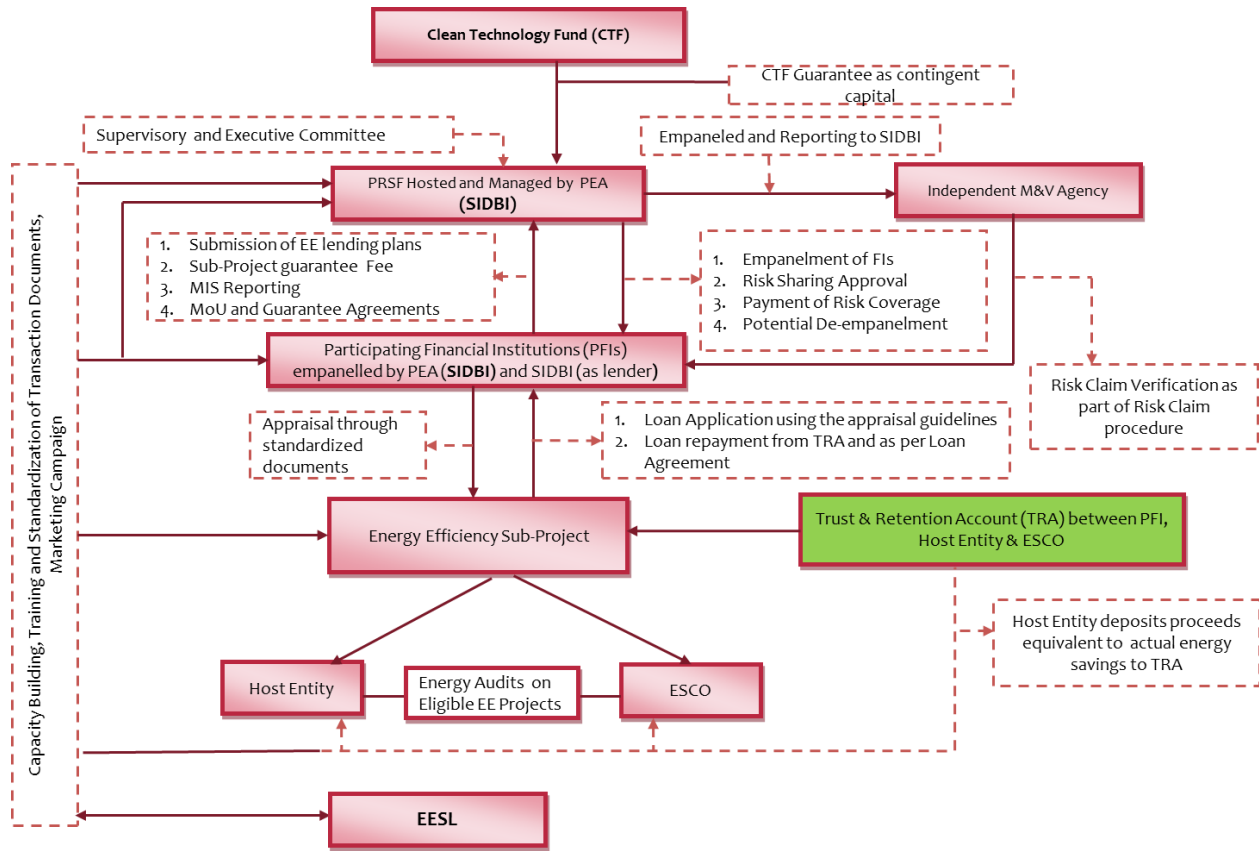 Clean Technology Fund (CTF)
CTF Guarantee as contingent
capital
Supervisory and Executive Committee
Empaneled and Reporting to SIDBI
PRSF Hosted and Managed by PEA
(SIDBI)
Independent M&V Agency
1. Submission of EE lending plans
2. Sub-Project guarantee Fee
3. MIS Reporting
4. MoU and Guarantee Agreements
1. Empanelment of FIs
2. Risk Sharing Approval
3. Payment of Risk Coverage
4. Potential De-empanelment
Participating Financial Institutions (PFIs)
empanelled by PEA (SIDBI) and SIDBI (as lender)
Risk Claim Verification as
part of Risk Claim
procedure
Appraisal through
standardized
documents
1. Loan Application using the appraisal guidelines
2. Loan repayment from TRA and as per Loan
Agreement
Energy Efficiency Sub-Project
Trust & Retention Account (TRA) between PFI,
Host Entity & ESCO
Host Entity deposits proceeds
equivalent to actual energy
savings to TRA
Host Entity
Energy Audits on
Eligible EE Projects
ESCO
EESL
Capacity Building, Training and Standardization of Transaction Documents,
Marketing Campaign